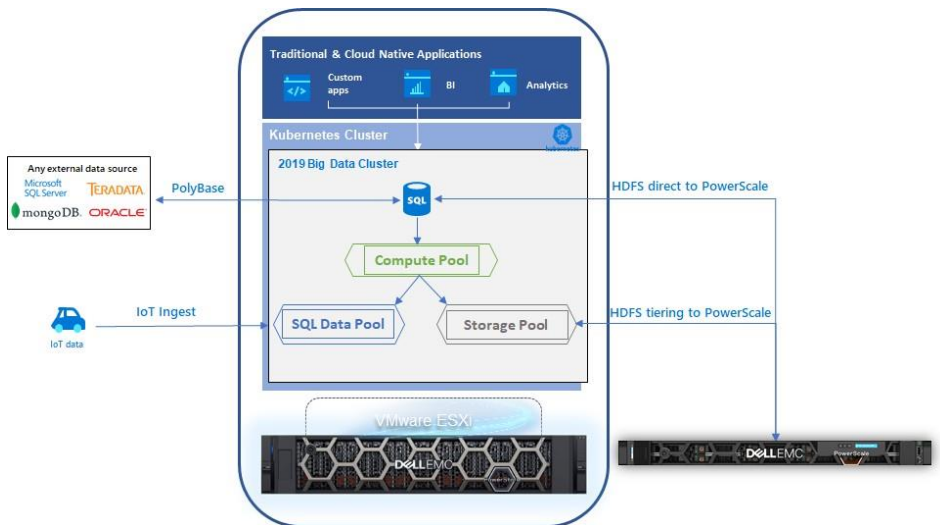 Traditional & Cloud Native Applications
</>
Custom
apps
BI
Analytics
Kubernetes Cluster
kubernetes
2019 Big Data Cluster
Any external data source
Microsoft
SQL Server
TERADATA
mongoDB.
ORACLE
PolyBase
SQL
HDFS direct to PowerScale
Compute Pool
IoT Ingest
IoT data
SQL Data Pool
Storage Pool
HDFS tiering to PowerScale
VMware ESXi
DELLEMC
PowerStore
DELLEMC
PowerScale